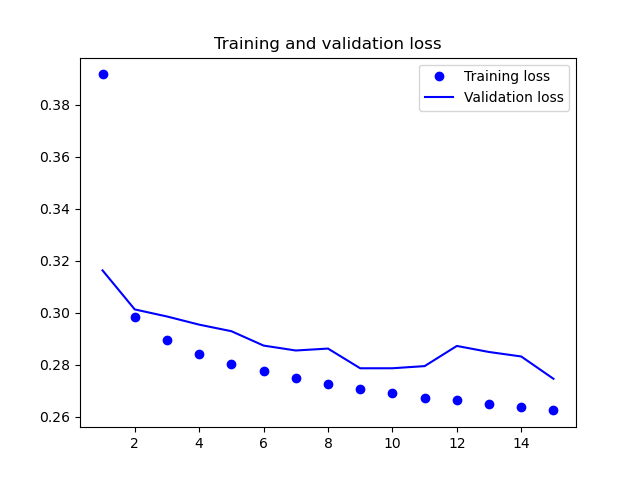 Training and validation loss
Training loss
Validation loss
0.38
0.36
0.34
0.32
0.30
0.28
0.26
2 4 6 8 10 12 14